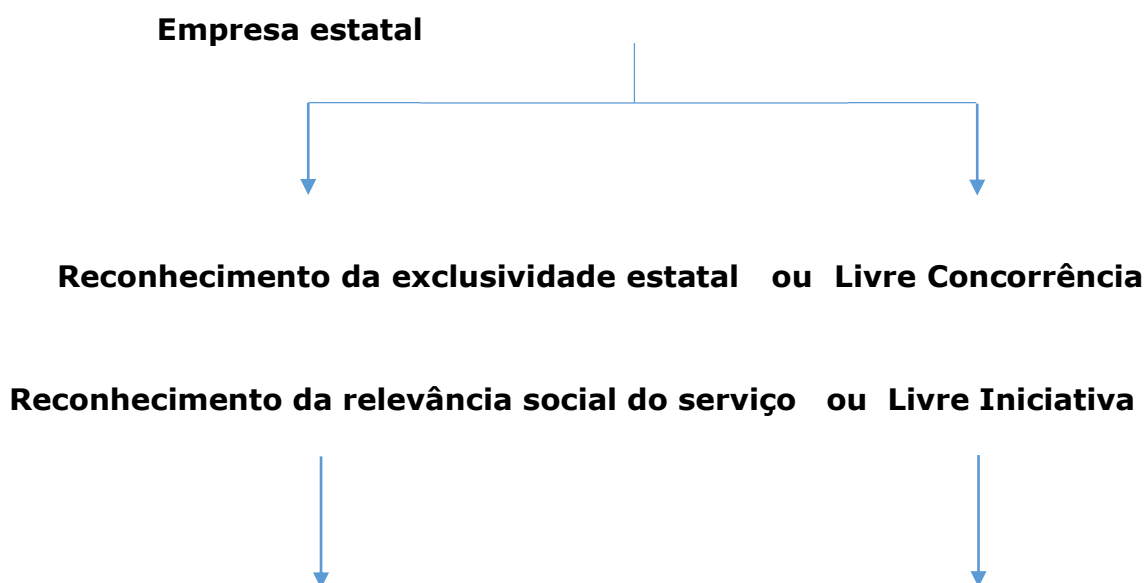 Empresa estatal
Reconhecimento da exclusividade estatal ou Livre Concorrência
Reconhecimento da relevância social do serviço ou Livre Iniciativa